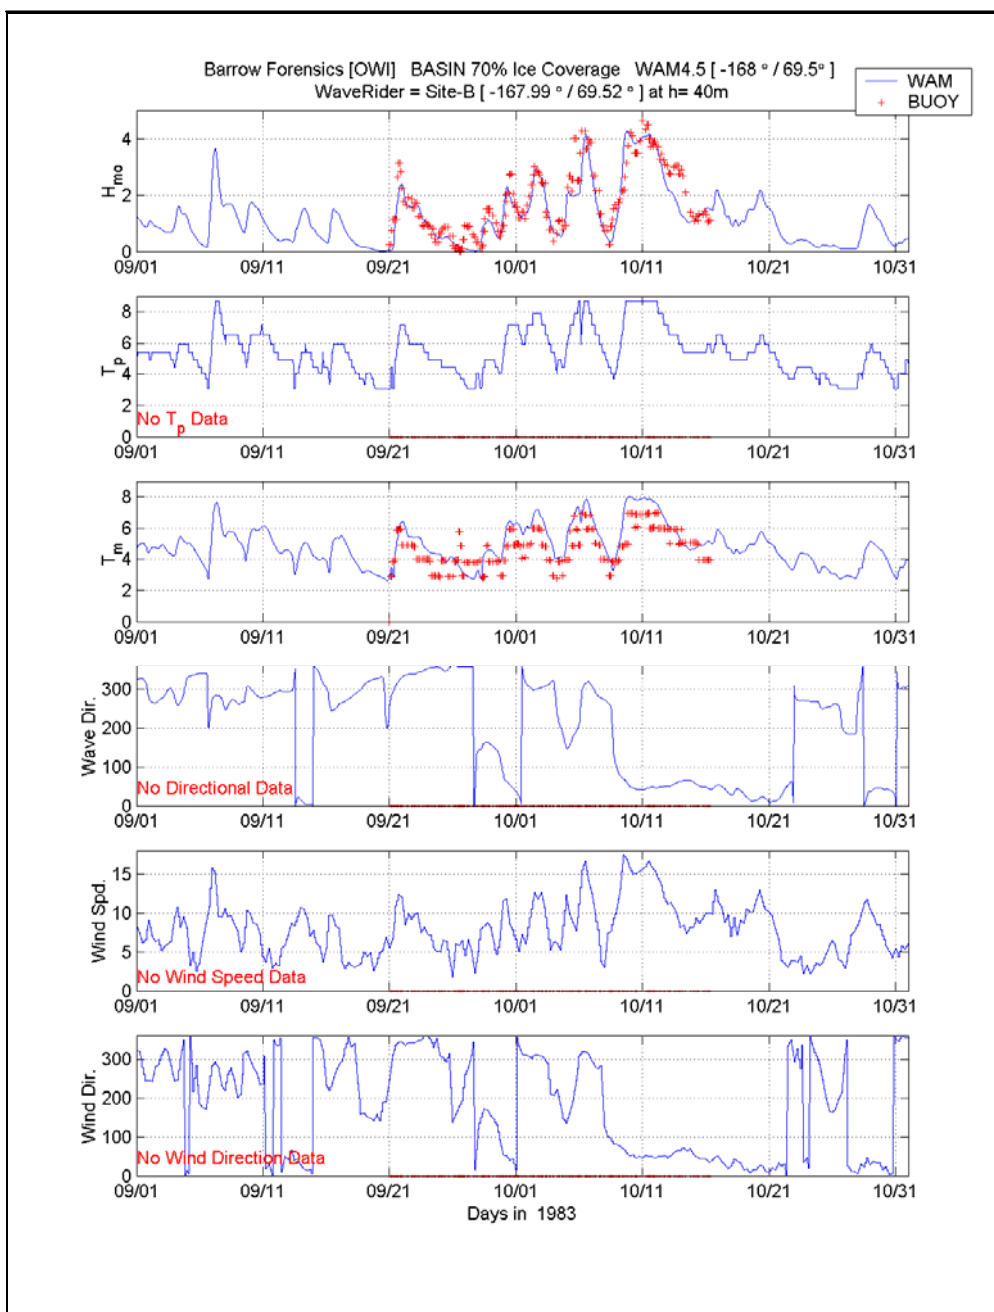 Barrow Forensics [OWI] BASIN 70% Ice Coverage WAM4.5 [ -168 ° / 69.5° ]
WaveRider = Site-B [ -167.99 ° / 69.52 ° ] at h= 40m
WAM
BUOY
H_mo
4
2
0
09/01 09/11 09/21 10/01 10/11 10/21 10/31
T_p
8
6
4
2
0
No T_p Data
09/01 09/11 09/21 10/01 10/11 10/21 10/31
T_m
8
6
4
2
0
09/01 09/11 09/21 10/01 10/11 10/21 10/31
Wave Dir.
300
200
100
0
No Directional Data
09/01 09/11 09/21 10/01 10/11 10/21 10/31
Wind Spd.
15
10
5
0
No Wind Speed Data
09/01 09/11 09/21 10/01 10/11 10/21 10/31
Wind Dir.
300
200
100
0
No Wind Direction Data
09/01 09/11 09/21 10/01 10/11 10/21 10/31
Days in 1983